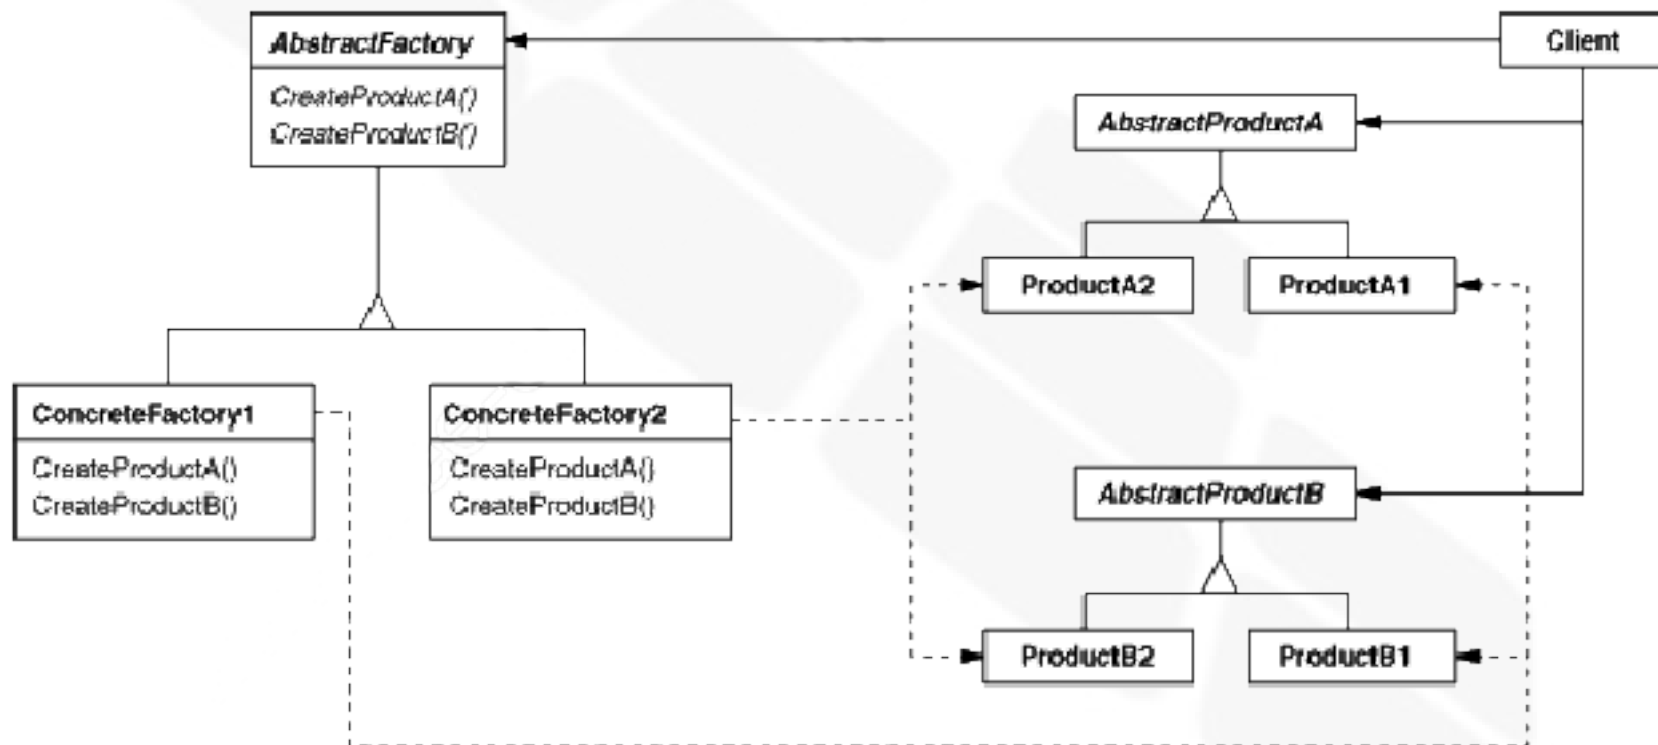 AbstractFactory
CreateProductA()
CreateProductB()
Client
AbstractProductA
ProductA2
ProductA1
ConcreteFactory1
CreateProductA()
CreateProductB()
ConcreteFactory2
CreateProductA()
CreateProductB()
AbstractProductB
ProductB2
ProductB1